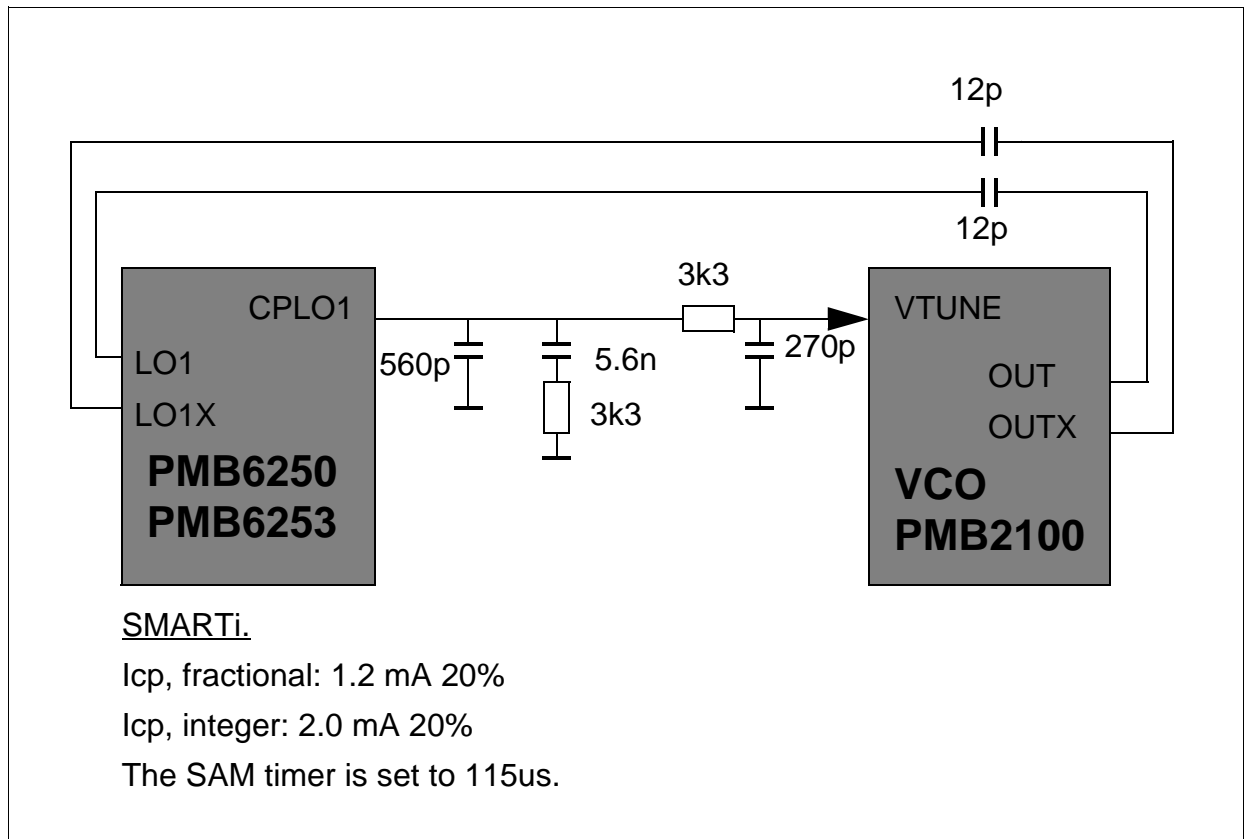 12p
12p
3k3
CPLO1
VTUNE
560p
5.6n
270p
LO1
OUT
LO1X
3k3
OUTX
PMB6250
PMB6253
VCO
PMB2100
SMARTi.
Icp, fractional: 1.2 mA 20%
Icp, integer: 2.0 mA 20%
The SAM timer is set to 115us.